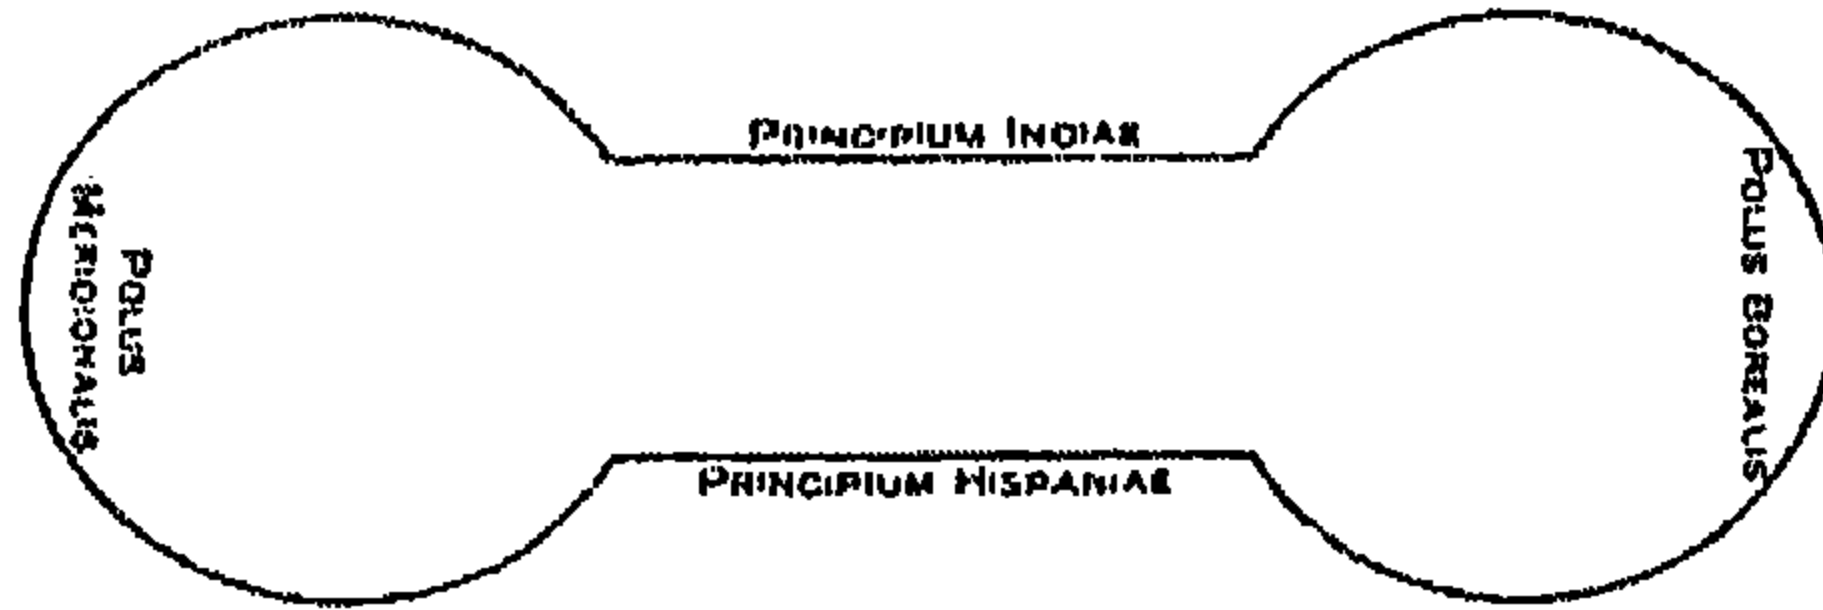 PRINCIPIUM INDIAE
POLUS
MERIDIONALIS
POLUS BOREALIS
PRINCIPIUM HISPANIAE